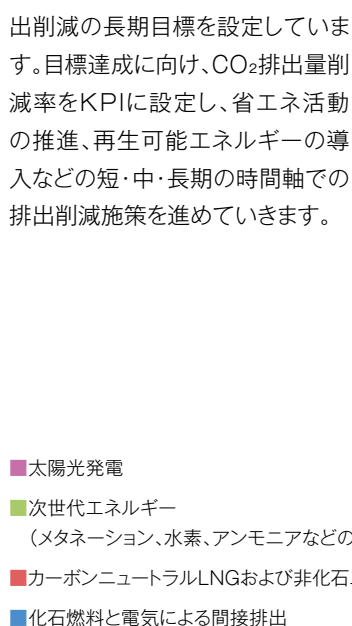 出削減の長期目標を設定していま
す。目標達成に向け、CO₂排出量削
減率をKPIに設定し、省エネ活動
の推進、再生可能エネルギーの導
入などの短・中・長期の時間軸での
排出削減施策を進めていきます。
■太陽光発電
■次世代エネルギー
（メタネーション、水素、アンモニアなどの
■カーボンニュートラルLNGおよび非化石
■化石燃料と電気による間接排出